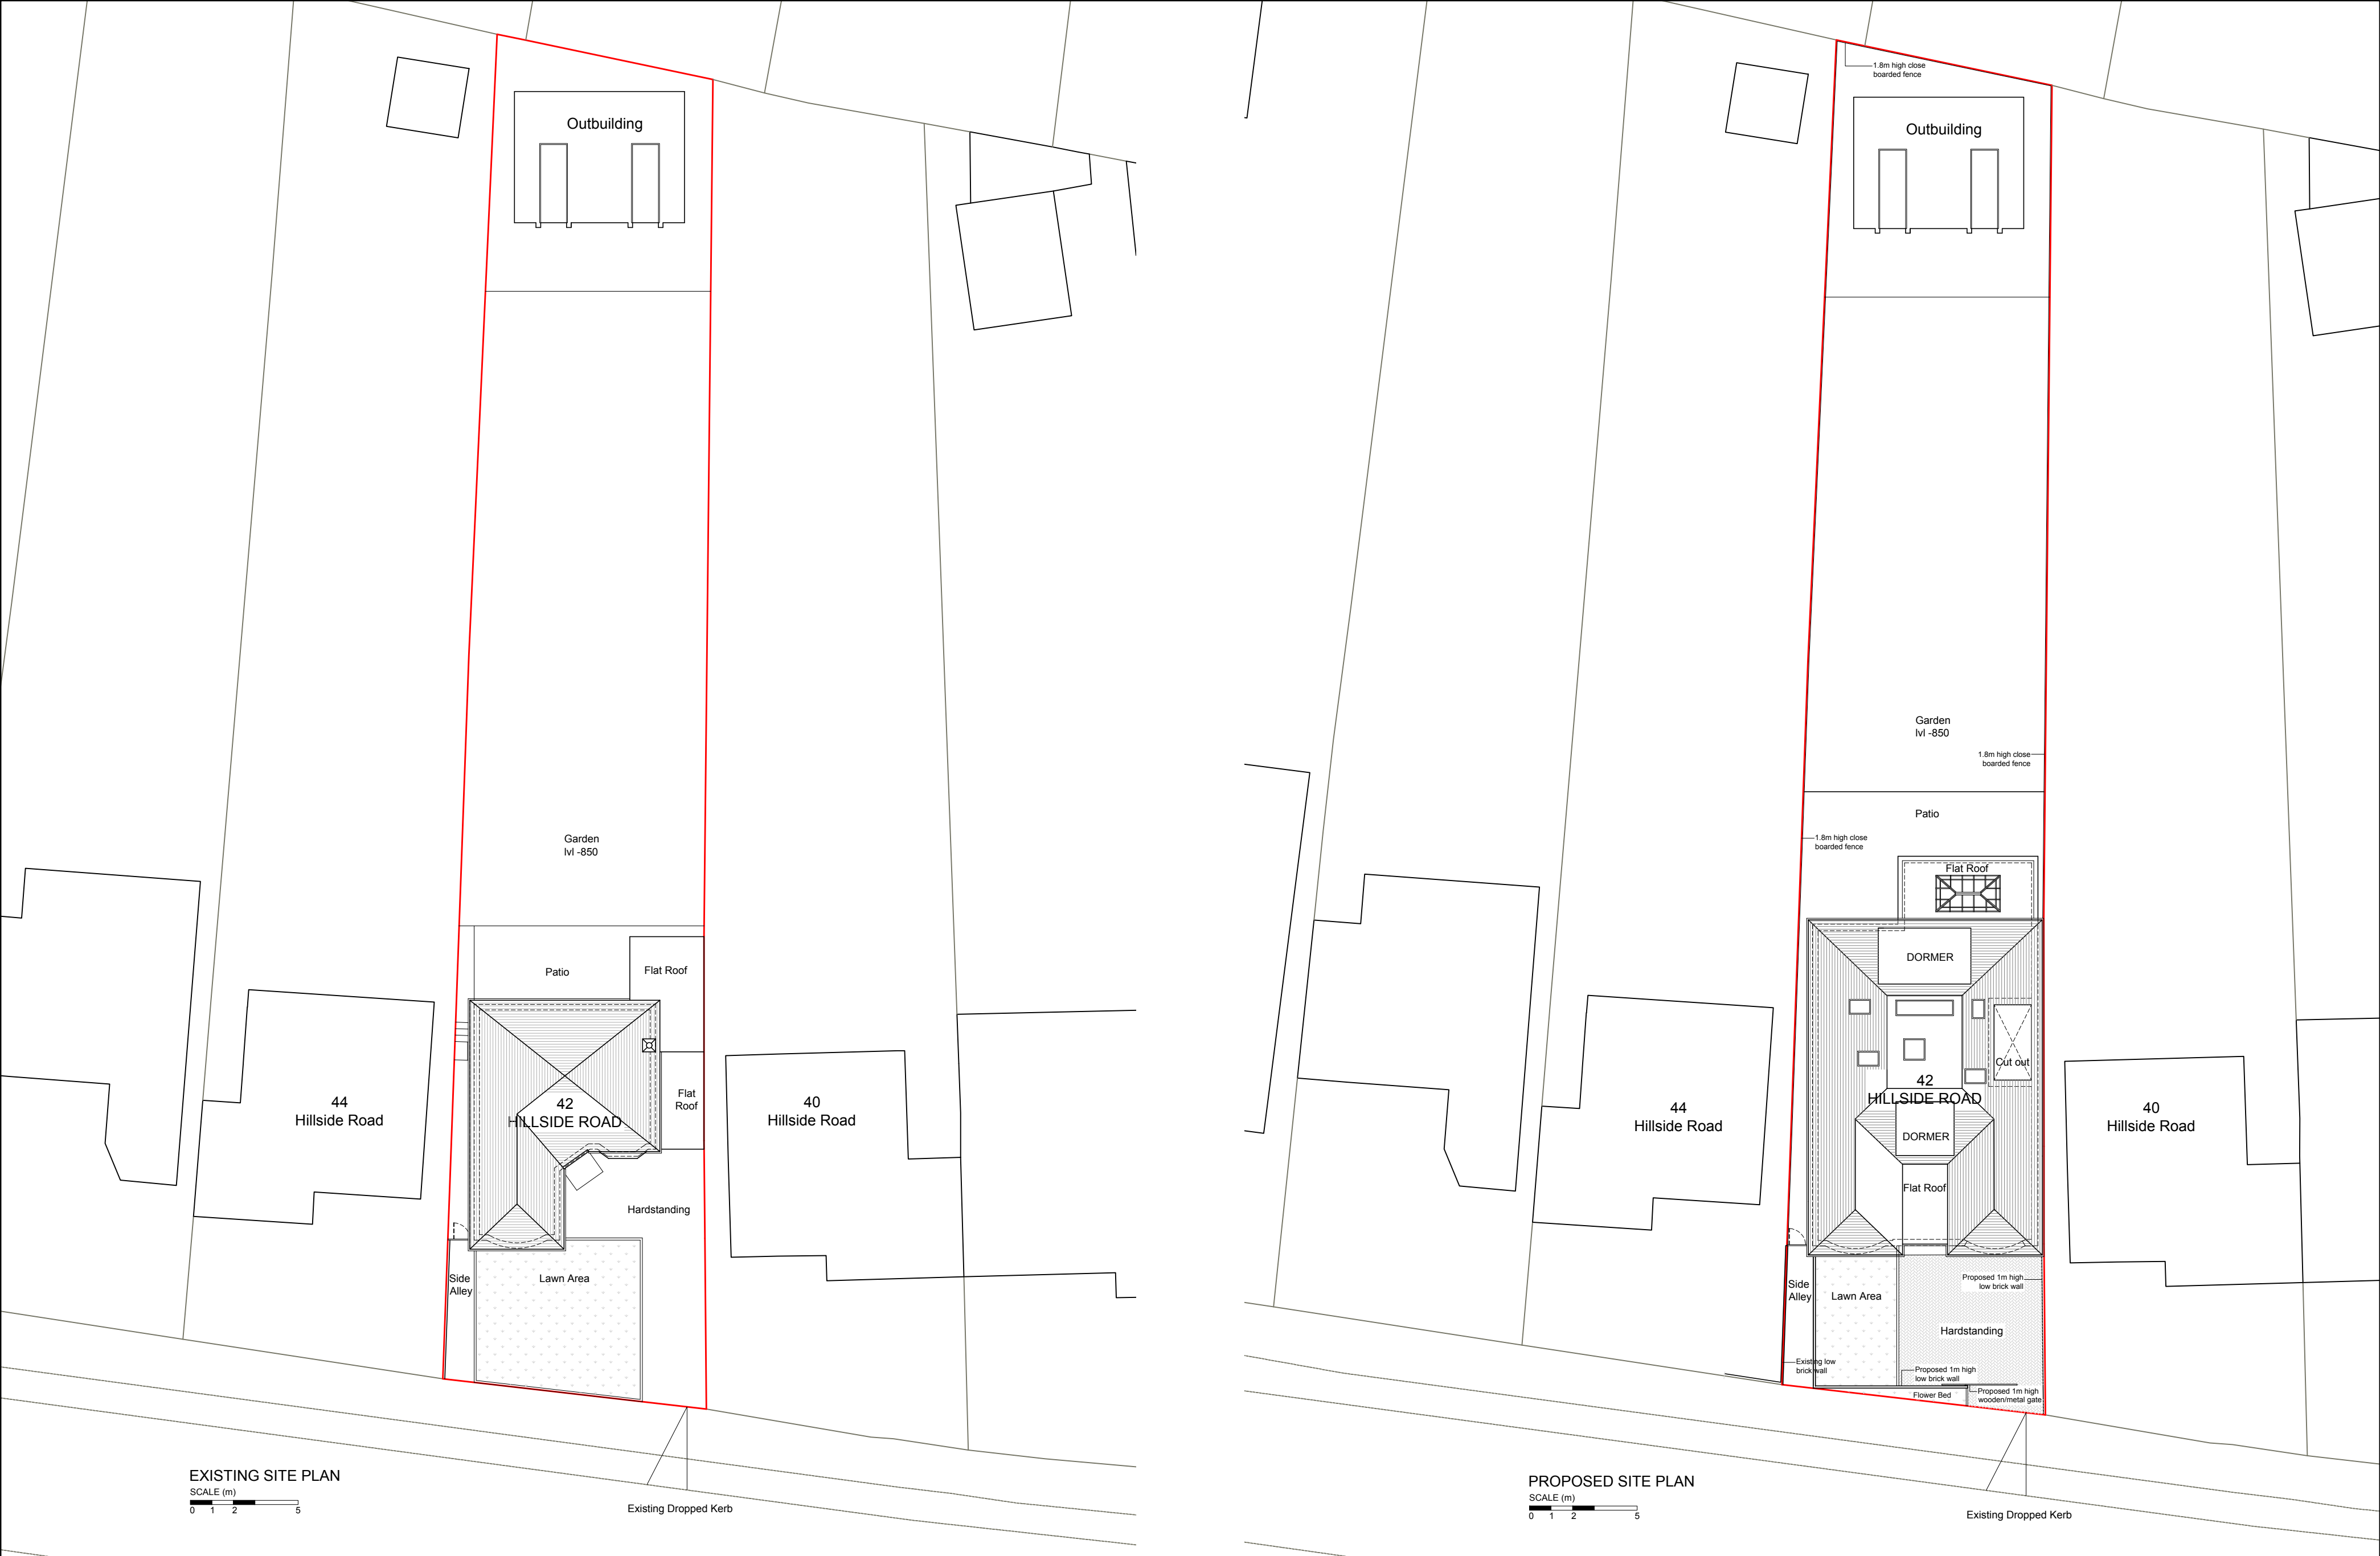 Outbuilding
Garden
lvl -850
Patio
Flat Roof
Flat
Roof
44
Hillside Road
42
HILLSIDE ROAD
40
Hillside Road
Hardstanding
Side
Alley
Lawn Area
EXISTING SITE PLAN
SCALE (m)
0 1 2 5
Existing Dropped Kerb
1.8m high close
boarded fence
Outbuilding
Garden
lvl -850
1.8m high close
boarded fence
Patio
1.8m high close
boarded fence
Flat Roof
DORMER
Cut out
42
HILLSIDE ROAD
44
Hillside Road
40
Hillside Road
DORMER
Flat Roof
Side
Alley
Lawn Area
Proposed 1m high
low brick wall
Hardstanding
Existing low
brick wall
Proposed 1m high
low brick wall
Flower Bed
Proposed 1m high
wooden/metal gate
PROPOSED SITE PLAN
SCALE (m)
0 1 2 5
Existing Dropped Kerb